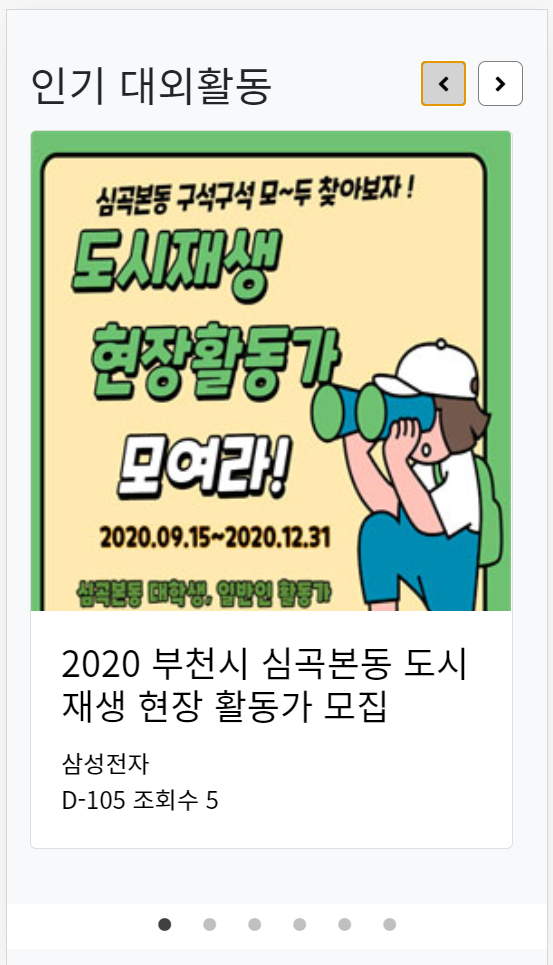 인기 대외활동
심곡본동 구석구석 모~두 찾아보자 !
도시재생
현장활동가
모여라!
2020.09.15~2020.12.31
심곡본동 대학생, 일반인 활동가
2020 부천시 심곡본동 도시
재생 현장 활동가 모집
삼성전자
D-105 조회수 5